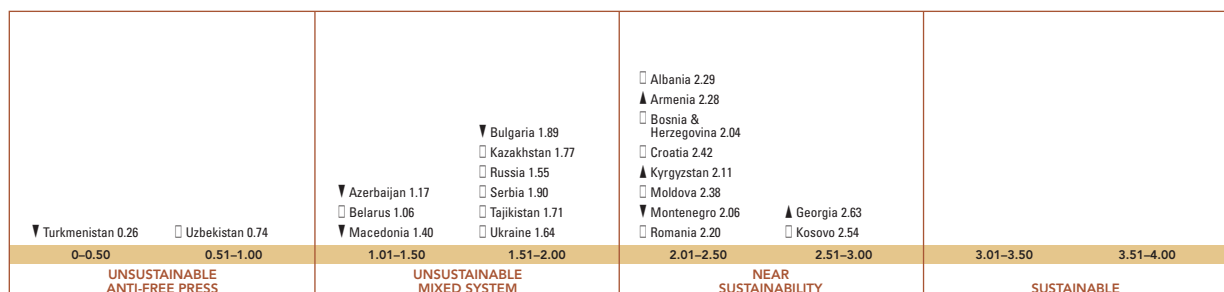 ▼ Turkmenistan 0.26
▯ Uzbekistan 0.74
▼ Azerbaijan 1.17
▯ Belarus 1.06
▼ Macedonia 1.40
▼ Bulgaria 1.89
▯ Kazakhstan 1.77
▯ Russia 1.55
▯ Serbia 1.90
▯ Tajikistan 1.71
▯ Ukraine 1.64
▯ Albania 2.29
▲ Armenia 2.28
▯ Bosnia &
Herzegovina 2.04
▯ Croatia 2.42
▲ Kyrgyzstan 2.11
▯ Moldova 2.38
▼ Montenegro 2.06
▯ Romania 2.20
▲ Georgia 2.63
▯ Kosovo 2.54
0–0.50
0.51–1.00
1.01–1.50
1.51–2.00
2.01–2.50
2.51–3.00
3.01–3.50
3.51–4.00
UNSUSTAINABLE
ANTI-FREE PRESS
UNSUSTAINABLE
MIXED SYSTEM
NEAR
SUSTAINABILITY
SUSTAINABLE